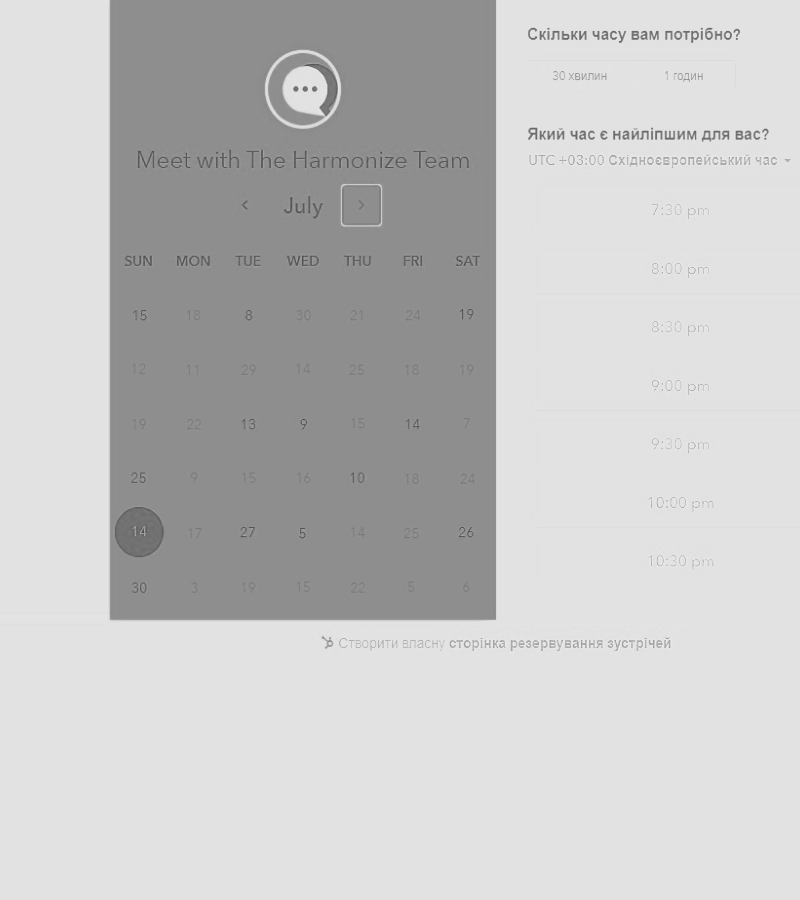 Meet with The Harmonize Team
July
SUN MON TUE WED THU FRI SAT
15 18 8 30 21 24 19
12 11 29 14 25 18 19
19 22 13 9 15 14 7
25 9 15 16 10 18 24
14 17 27 5 14 25 26
30 3 19 15 22 5 6
Скільки часу вам потрібно?
30 хвилин 1 годин
Який час є найліпшим для вас?
UTC +03:00 Східноєвропейський час
7:30 pm
8:00 pm
8:30 pm
9:00 pm
9:30 pm
10:00 pm
10:30 pm
Створити власну сторінка резервування зустрічей